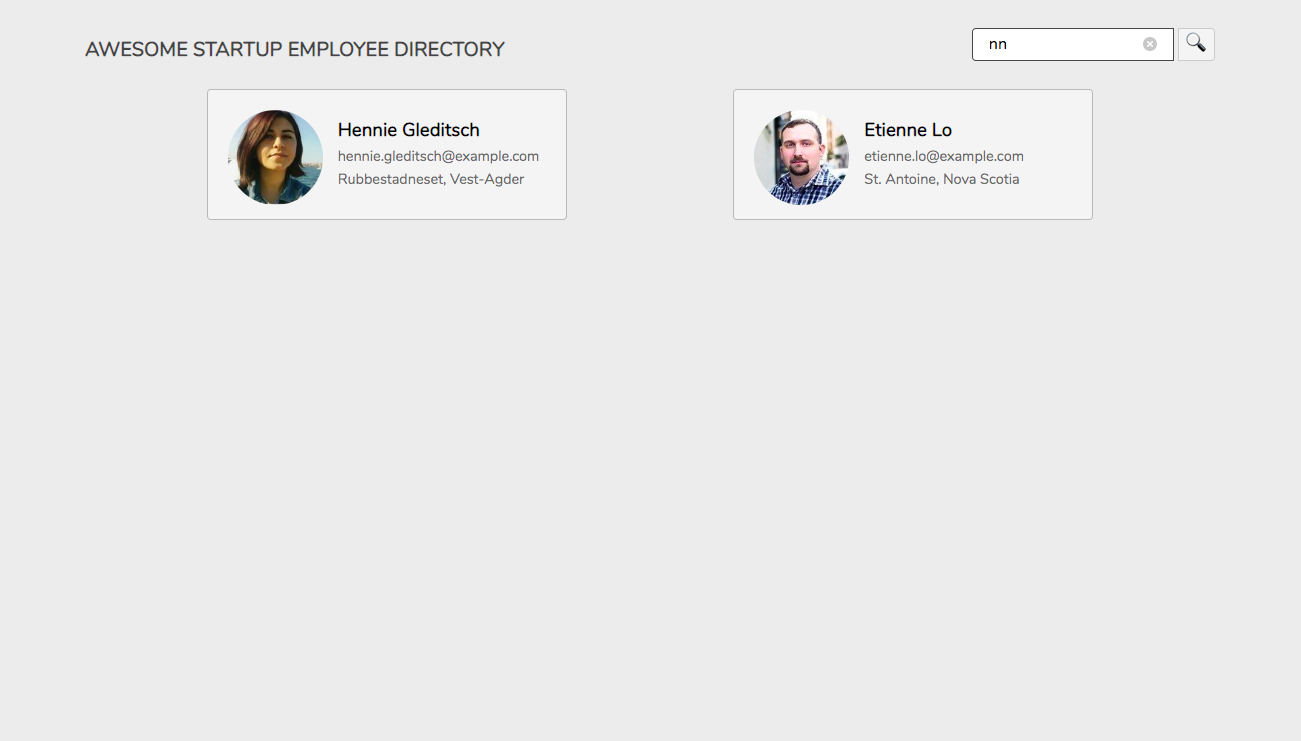 AWESOME STARTUP EMPLOYEE DIRECTORY
nn
Hennie Gleditsch
hennie.gleditsch@example.com
Rubbestadneset, Vest-Agder
Etienne Lo
etienne.lo@example.com
St. Antoine, Nova Scotia